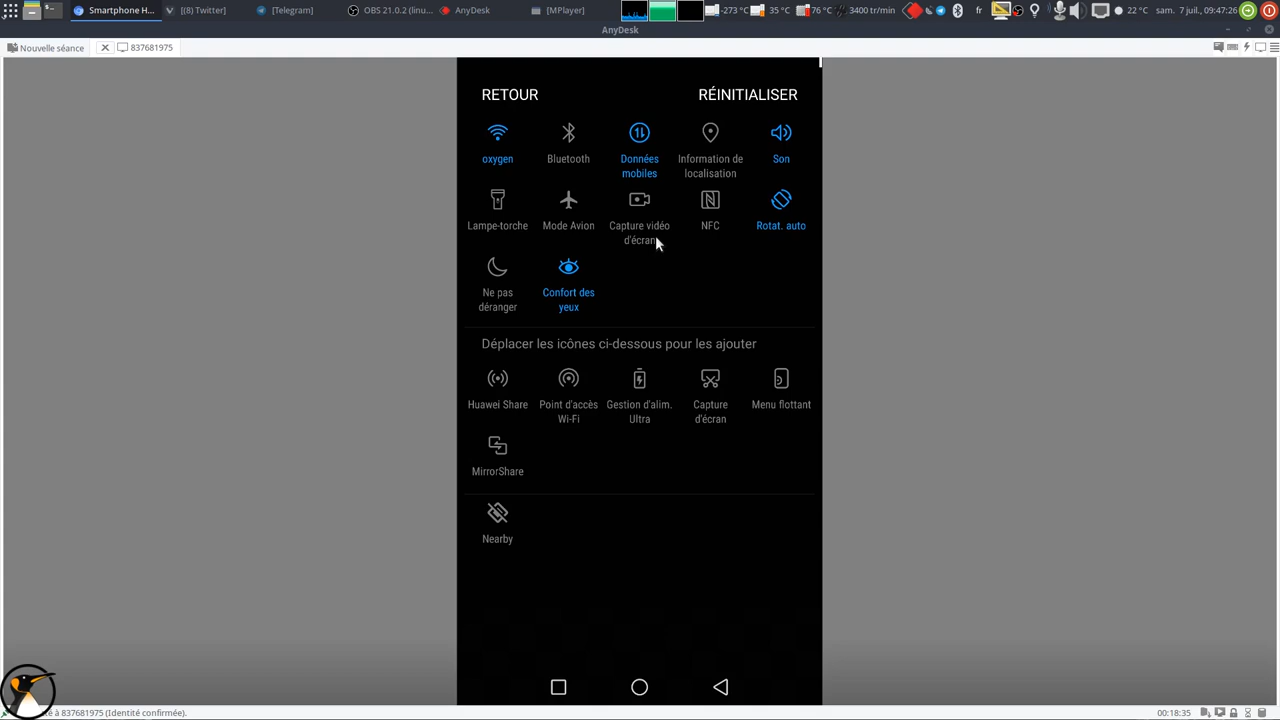 Smartphone H...
[(8) Twitter]
[Telegram]
OBS 21.0.2 (linu...
AnyDesk
[MPlayer]
-273 °C
35 °C
76 °C
3400 tr/min
22 °C
fr
sam. 7 juil, 09:47:26
AnyDesk
Nouvelle séance
837681975
RETOUR
RÉINITIALISER
oxygen
Bluetooth
Données
mobiles
Information de
localisation
Son
Lampe-torche
Mode Avion
Capture vidéo
d'écran
NFC
Rotat. auto
Ne pas
déranger
Confort des
yeux
Déplacer les icônes ci-dessous pour les ajouter
Huawei Share
Point d'accès
Wi-Fi
Gestion d'alim.
Ultra
Capture
d'écran
Menu flottant
MirrorShare
Nearby
té à 837681975 (Identité confirmée).
00:18:35